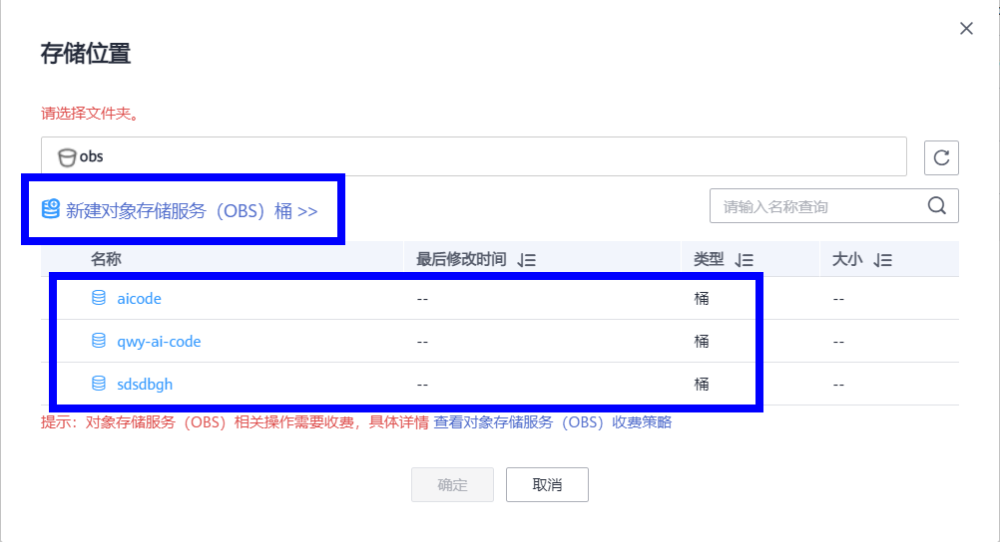 存储位置
请选择文件夹。
obs
新建对象存储服务（OBS）桶 >>
请输入名称查询
名称 最后修改时间 类型 大小
aicode -- 桶 --
qwy-ai-code -- 桶 --
sdsdbgh -- 桶 --
提示：对象存储服务（OBS）相关操作需要收费，具体详情 查看对象存储服务（OBS）收费策略
确定 取消